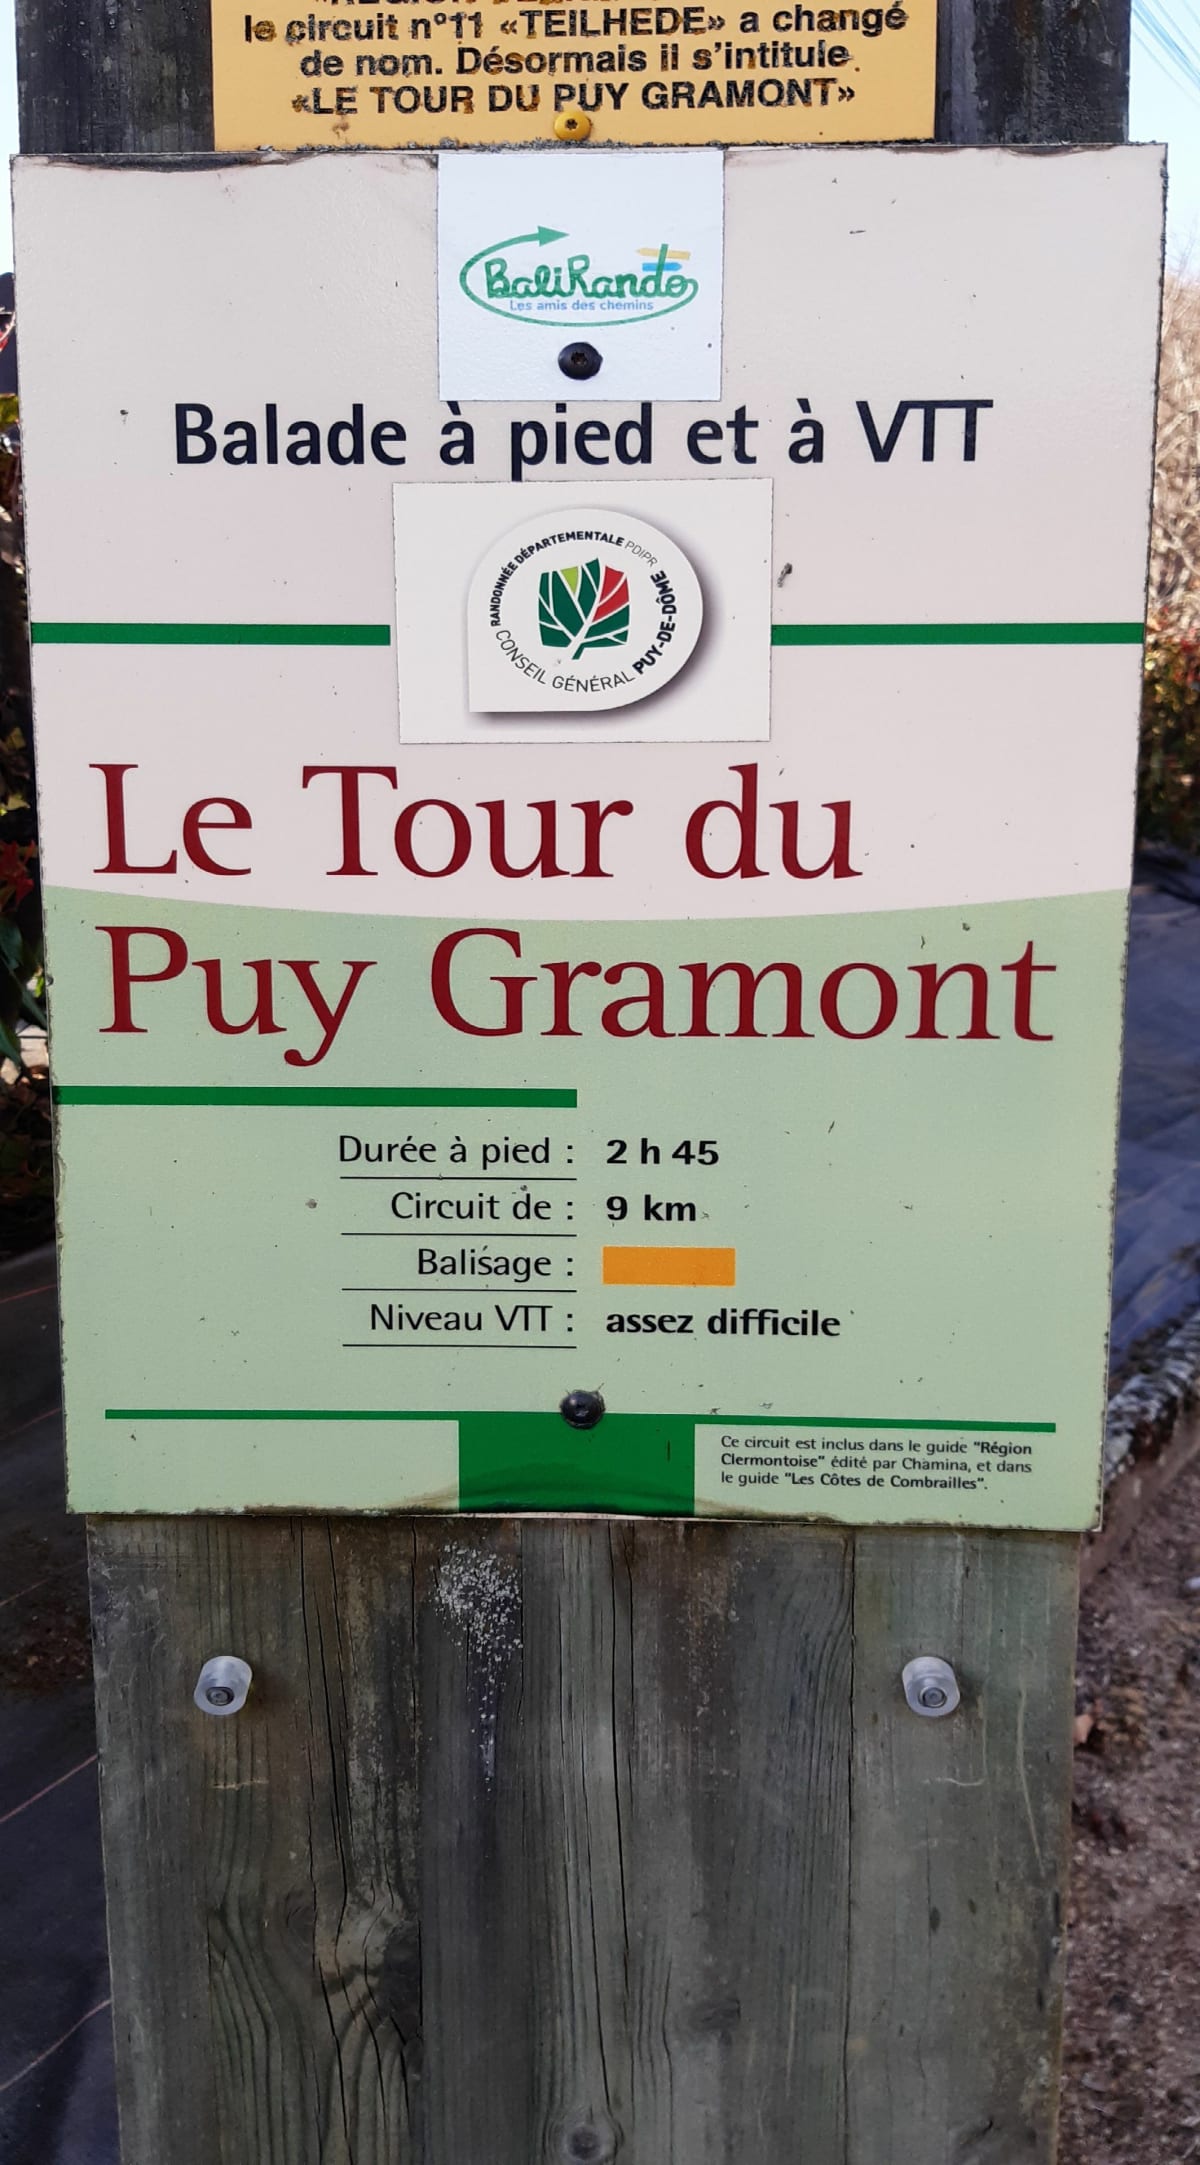 le circuit n°11 «TEILHEDE» a changé
de nom. Désormais il s'intitule
«LE TOUR DU PUY GRAMONT»
BaliRando
Les amis des chemins
Balade à pied et à VTT
RANDONNÉE DÉPARTEMENTALE PDIPR
CONSEIL GÉNÉRAL PUY-DE-DÔME
Le Tour du
Puy Gramont
Durée à pied : 2 h 45
Circuit de : 9 km
Balisage :
Niveau VTT : assez difficile
Ce circuit est inclus dans le guide "Région
Clermontoise" édité par Chamina, et dans
le guide "Les Côtes de Combrailles".